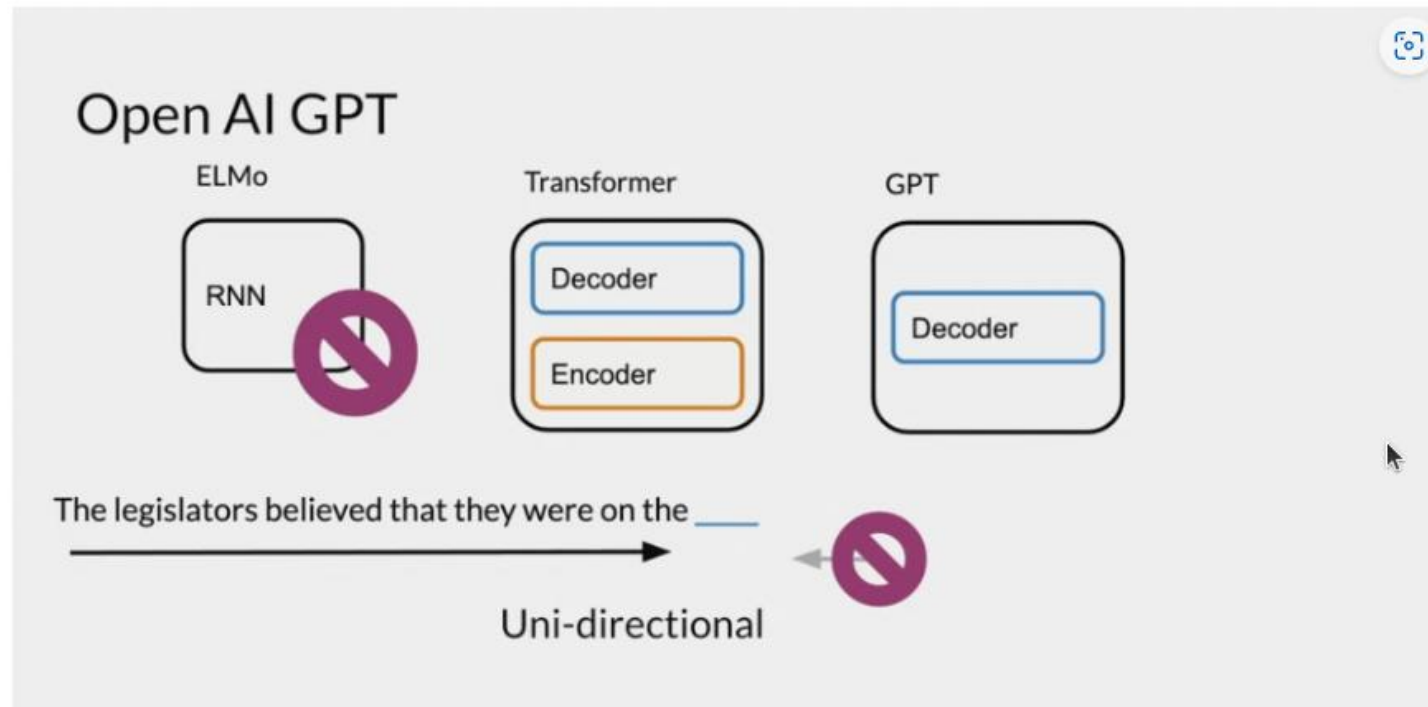 Open AI GPT
ELMo
Transformer
GPT
RNN
Decoder
Encoder
Decoder
The legislators believed that they were on the ____
Uni-directional